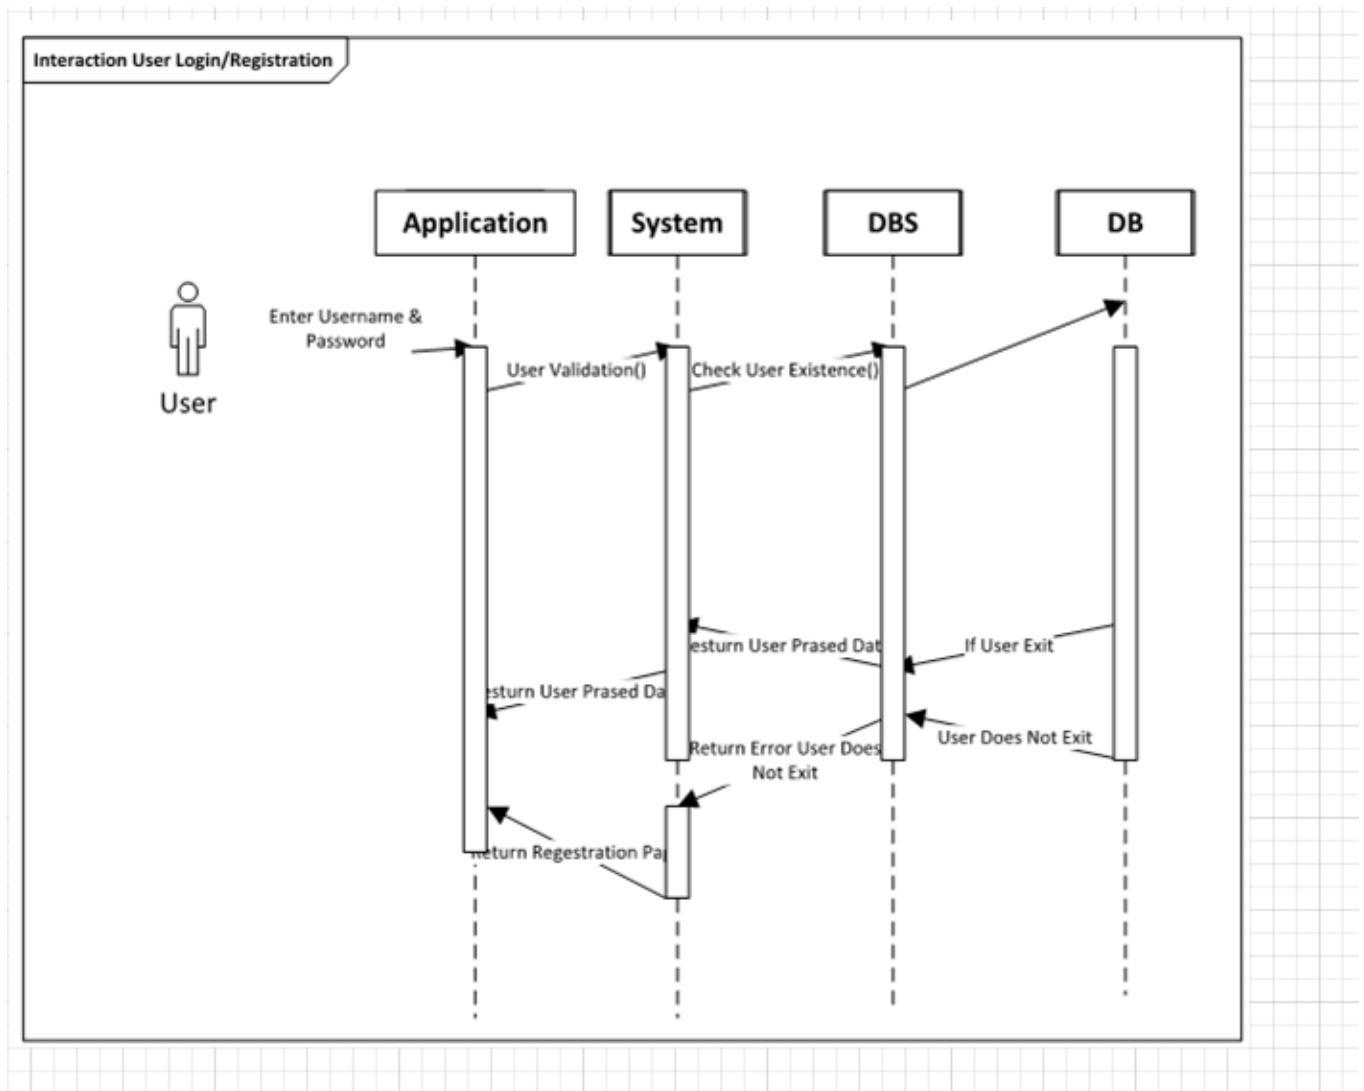 Interaction User Login/Registration
Application
System
DBS
DB
Enter Username &
Password
User
User Validation()
Check User Existence()
esturn User Prased Dat
If User Exit
esturn User Prased Da
User Does Not Exit
Return Error User Does
Not Exit
Return Regestration Pag